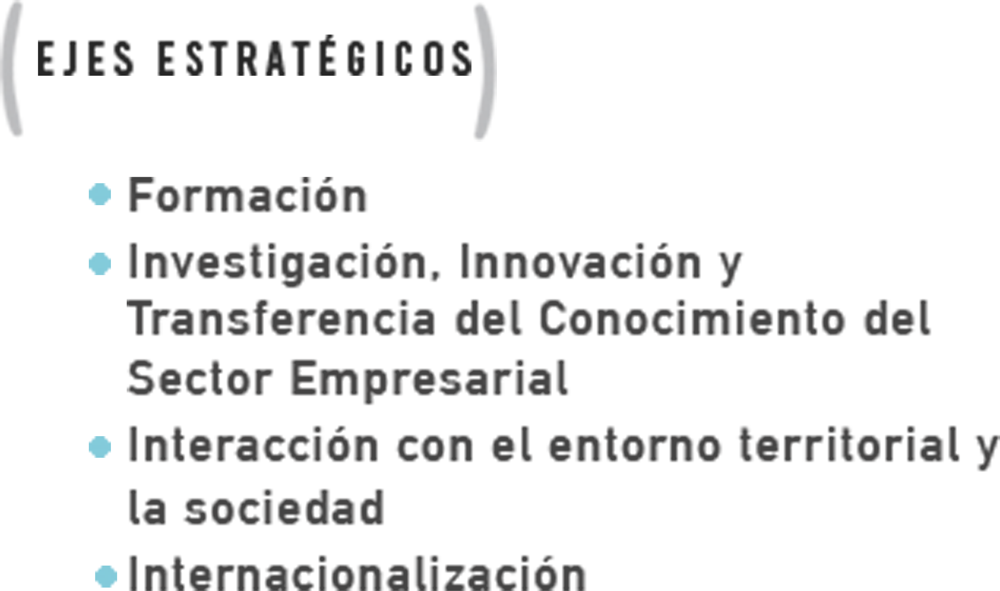 EJES ESTRATÉGICOS
Formación
Investigación, Innovación y
Transferencia del Conocimiento del
Sector Empresarial
Interacción con el entorno territorial y
la sociedad
Internacionalización